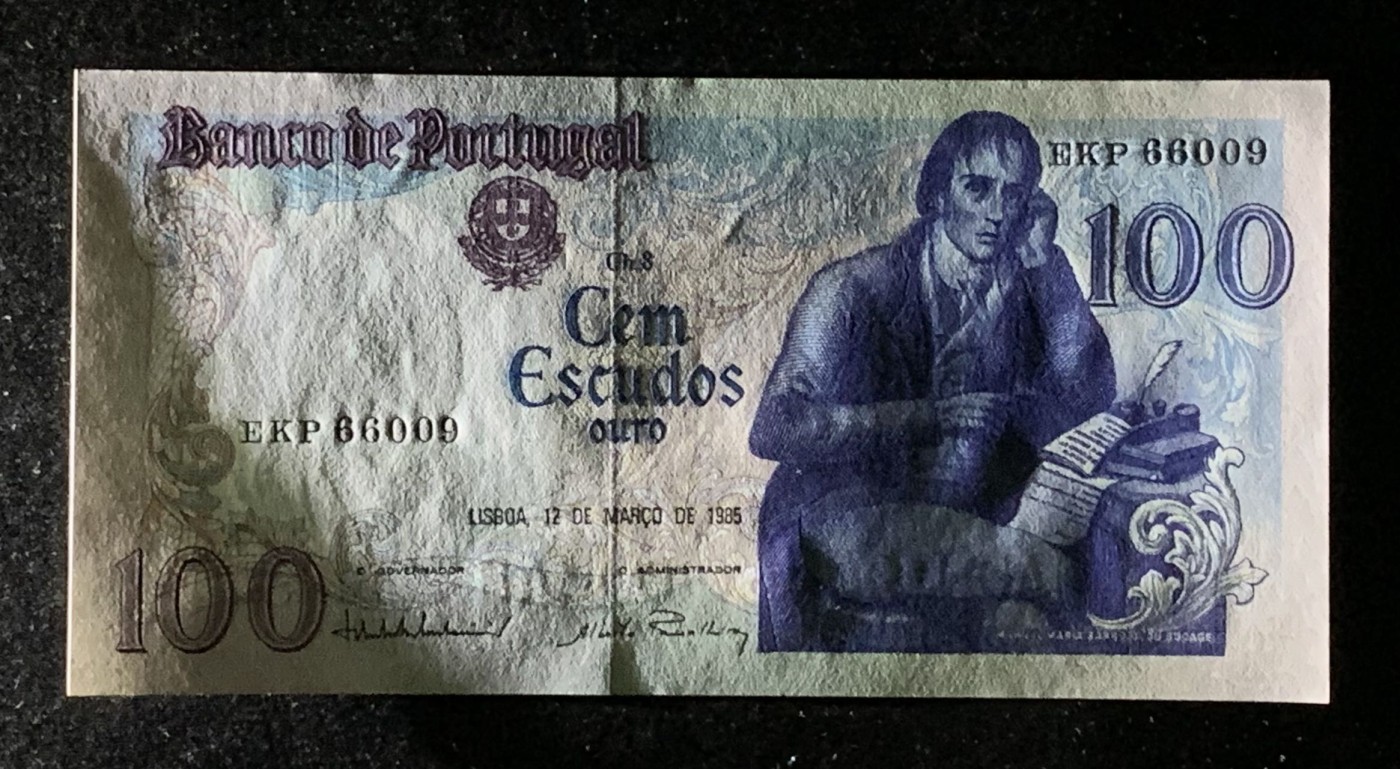 Banco de Portugal
EKP 66009
100
Ch.8
Cem
Escudos
ouro
EKP 66009
LISBOA, 12 DE MARÇO DE 1985
O GOVERNADOR
O ADMINISTRADOR
100